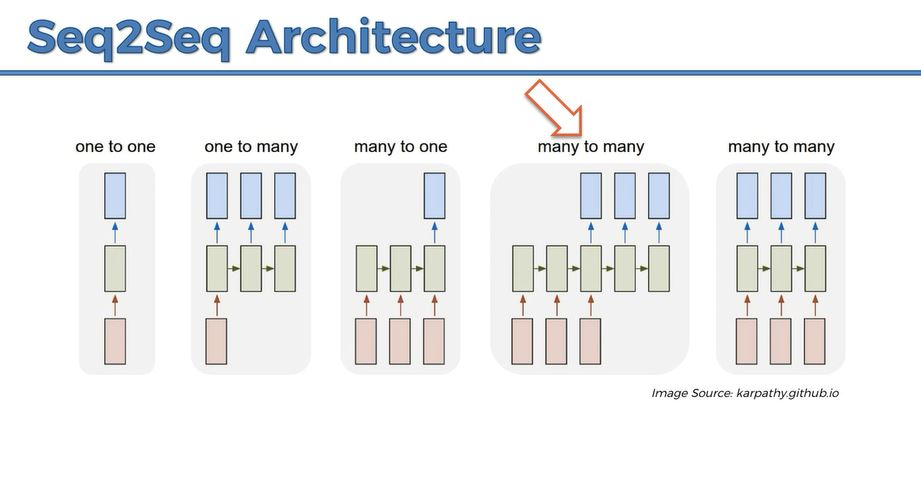 Seq2Seq Architecture
one to one
one to many
many to one
many to many
many to many
Image Source: karpathy.github.io